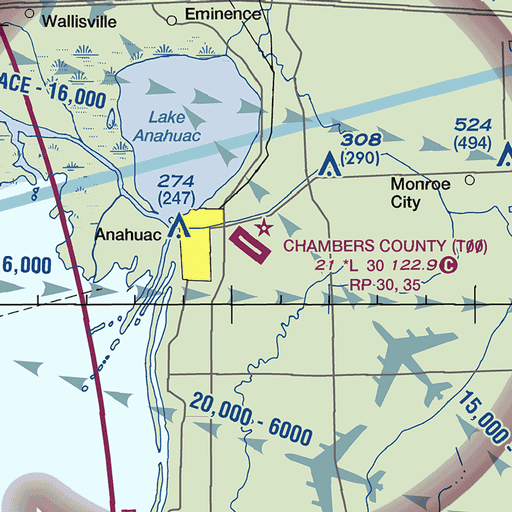 Wallisville
Eminence
ACE - 16,000
Lake
Anahuac
308
(290)
524
(494)
274
(247)
Monroe
City
Anahuac
CHAMBERS COUNTY (TØØ)
21 *L 30 122.9 C
RP 30, 35
6,000
20,000 - 6000
15,000